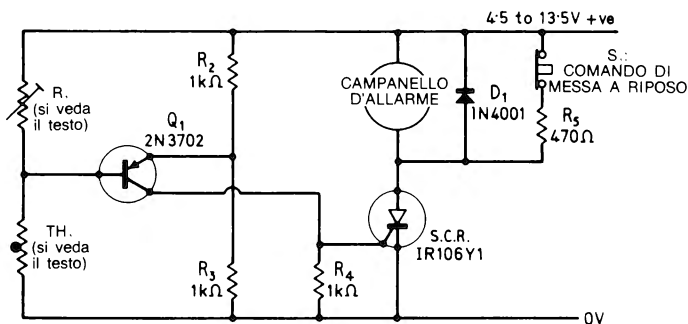 4·5 to 13·5V +ve
R.
(si veda
il testo)
Q1
2N3702
R2
1kΩ
CAMPANELLO
D'ALLARME
D1
1N4001
S.:
COMANDO DI
MESSA A RIPOSO
R5
470Ω
TH.
(si veda
il testo)
R3
1kΩ
R4
1kΩ
S.C.R.
IR106Y1
0V